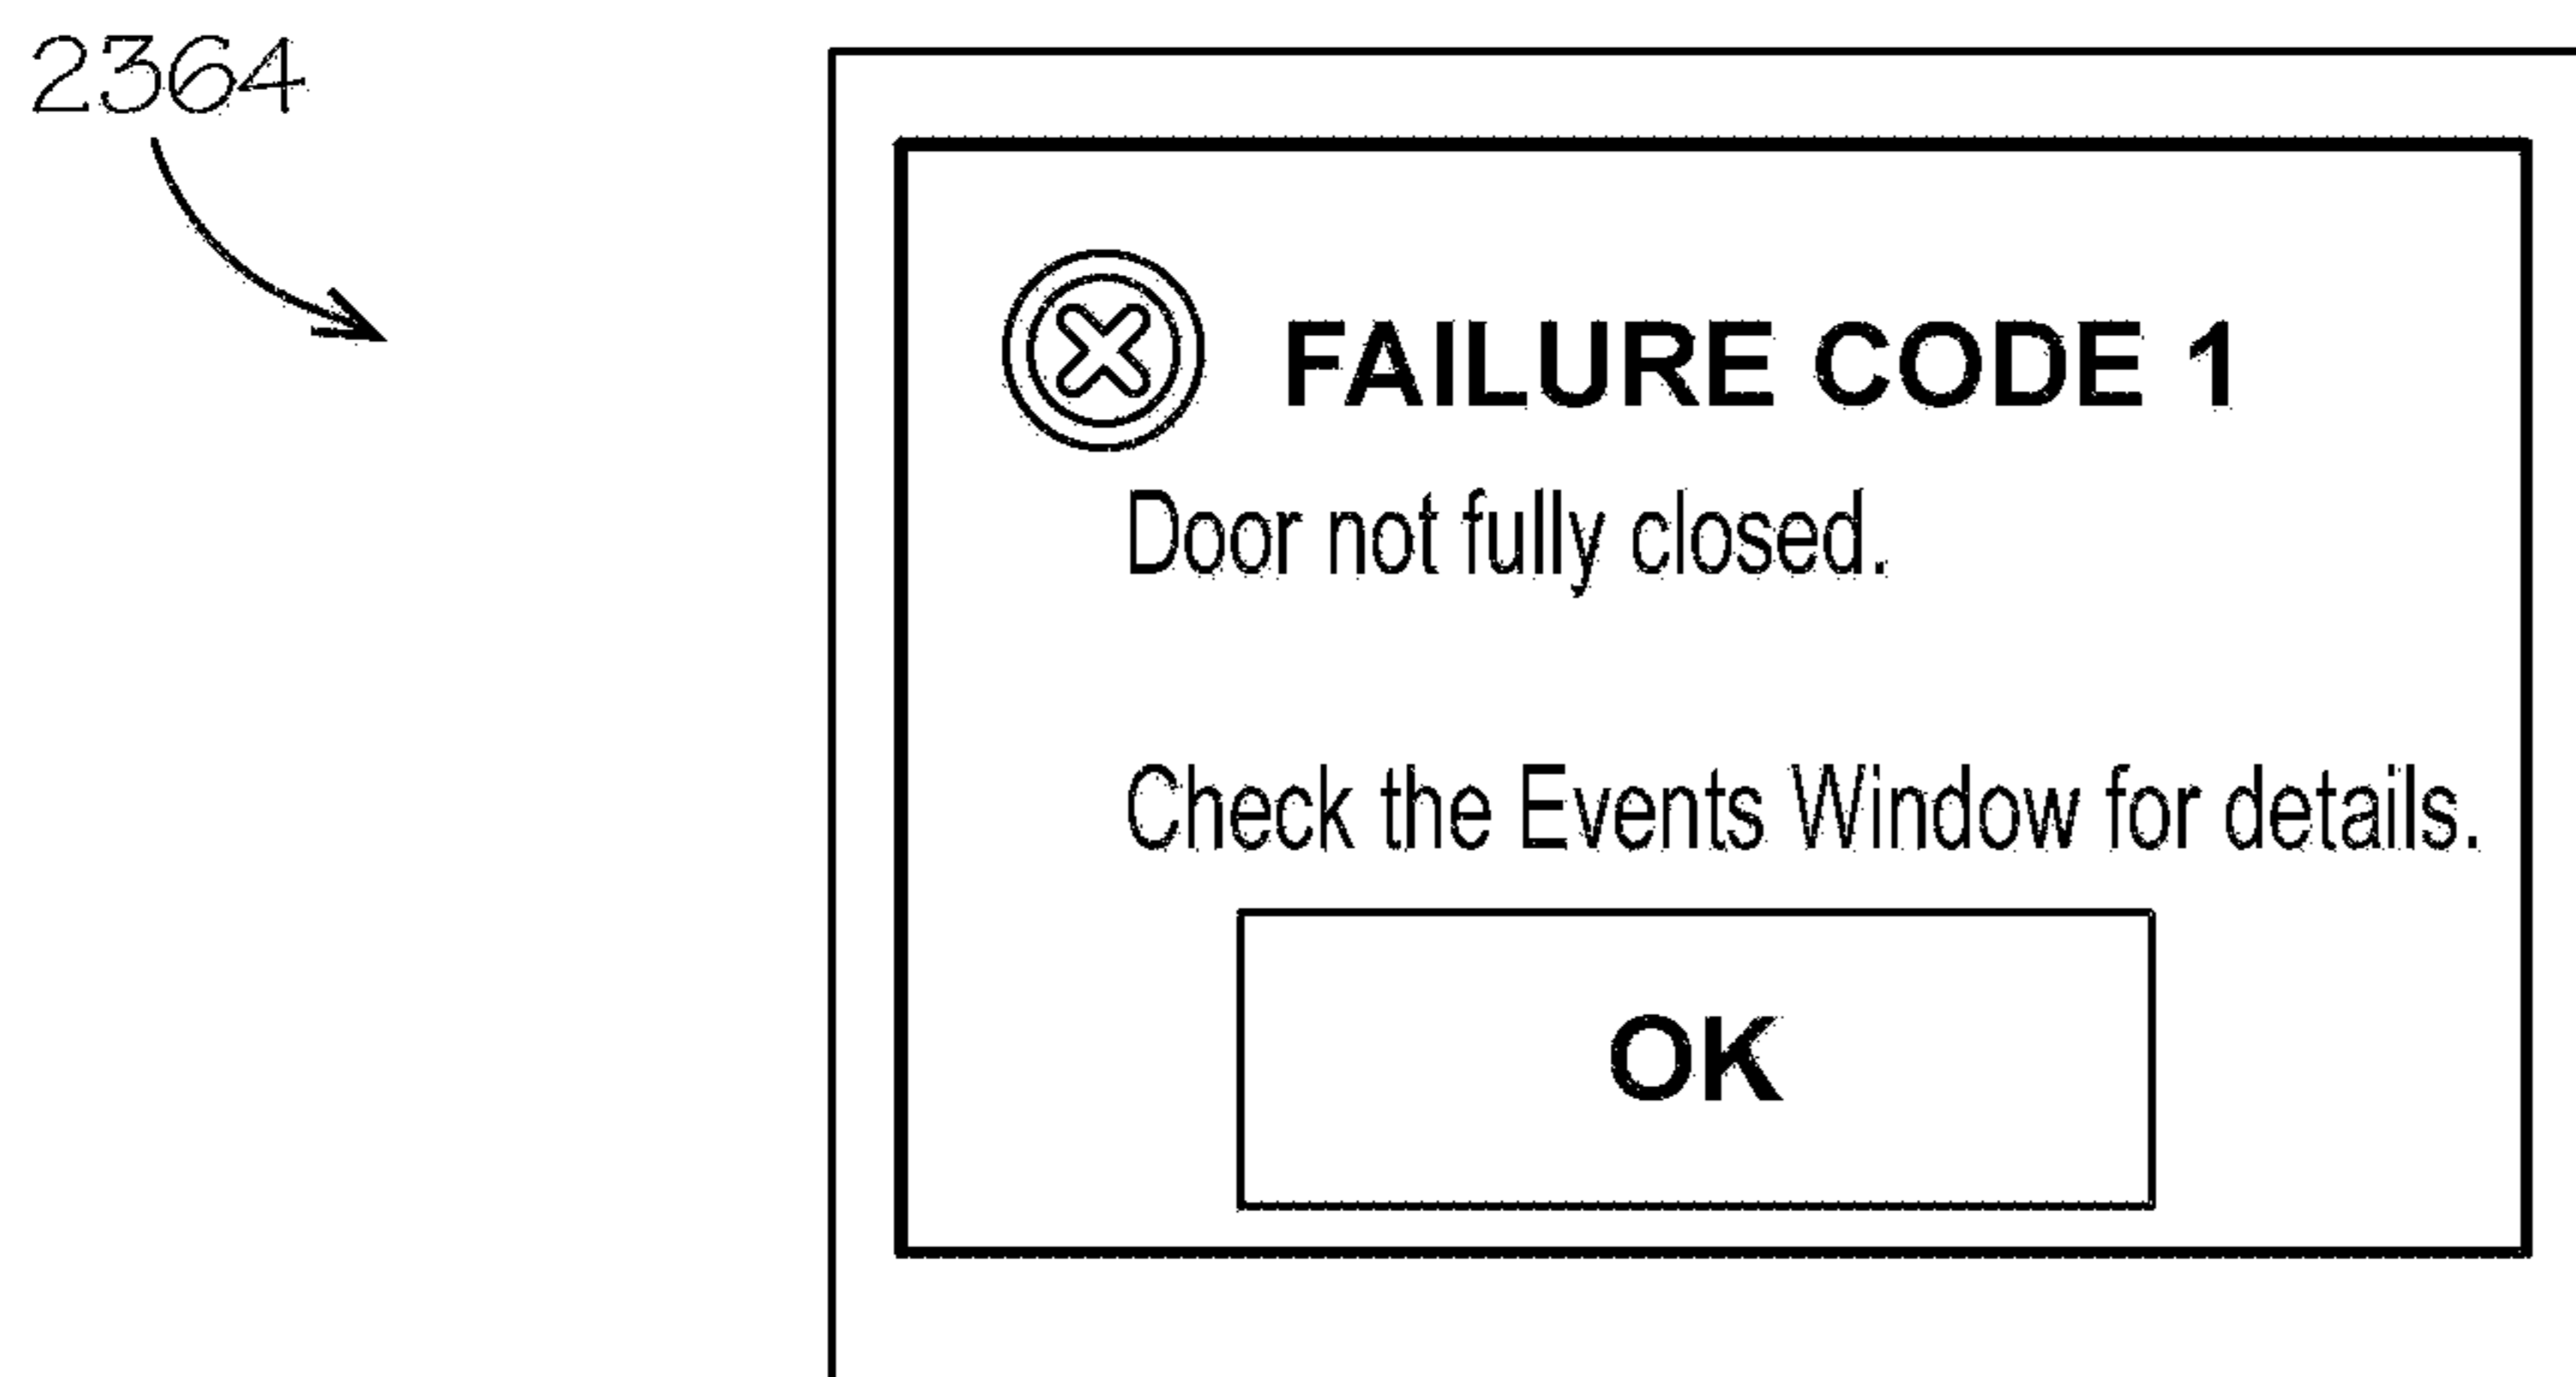 2364
FAILURE CODE 1
Door not fully closed.
Check the Events Window for details.
OK